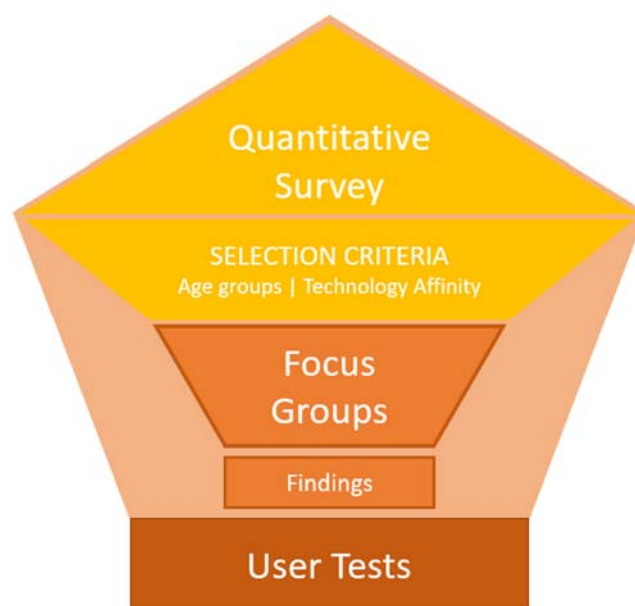 Quantitative
Survey
SELECTION CRITERIA
Age groups | Technology Affinity
Focus
Groups
Findings
User Tests